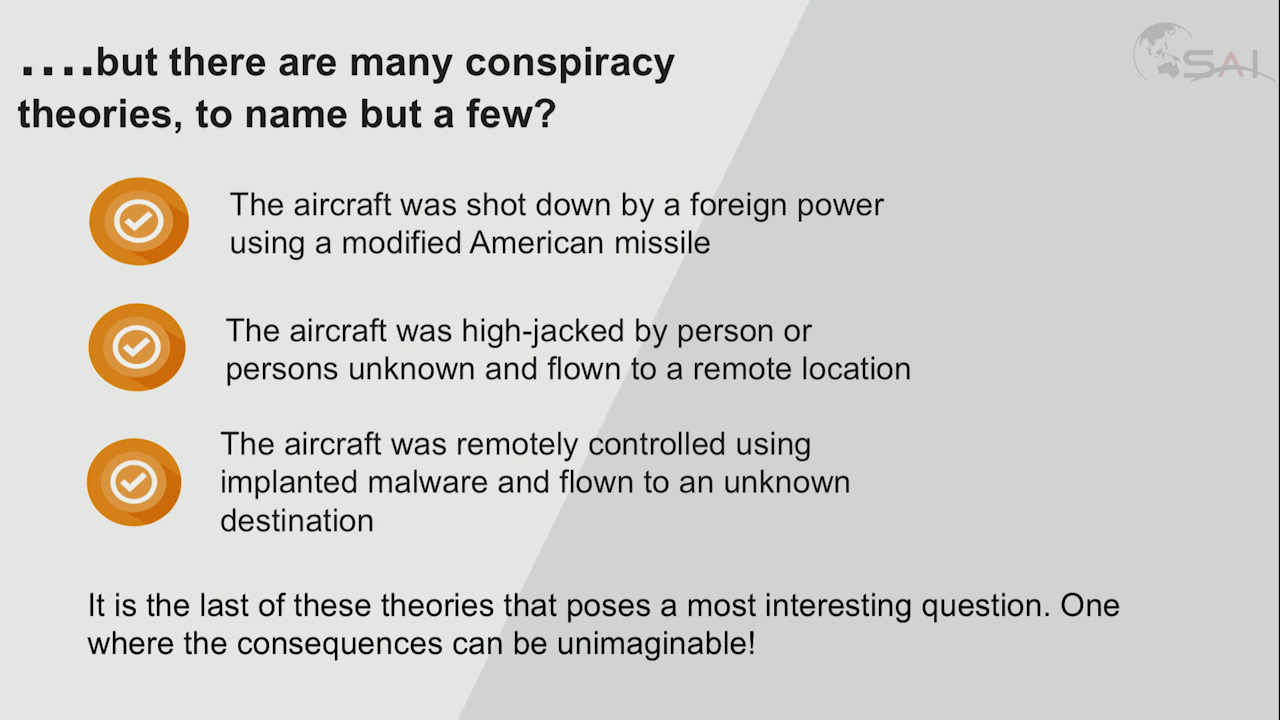 ....but there are many conspiracy
theories, to name but a few?
SAI
The aircraft was shot down by a foreign power
using a modified American missile
The aircraft was high-jacked by person or
persons unknown and flown to a remote location
The aircraft was remotely controlled using
implanted malware and flown to an unknown
destination
It is the last of these theories that poses a most interesting question. One
where the consequences can be unimaginable!